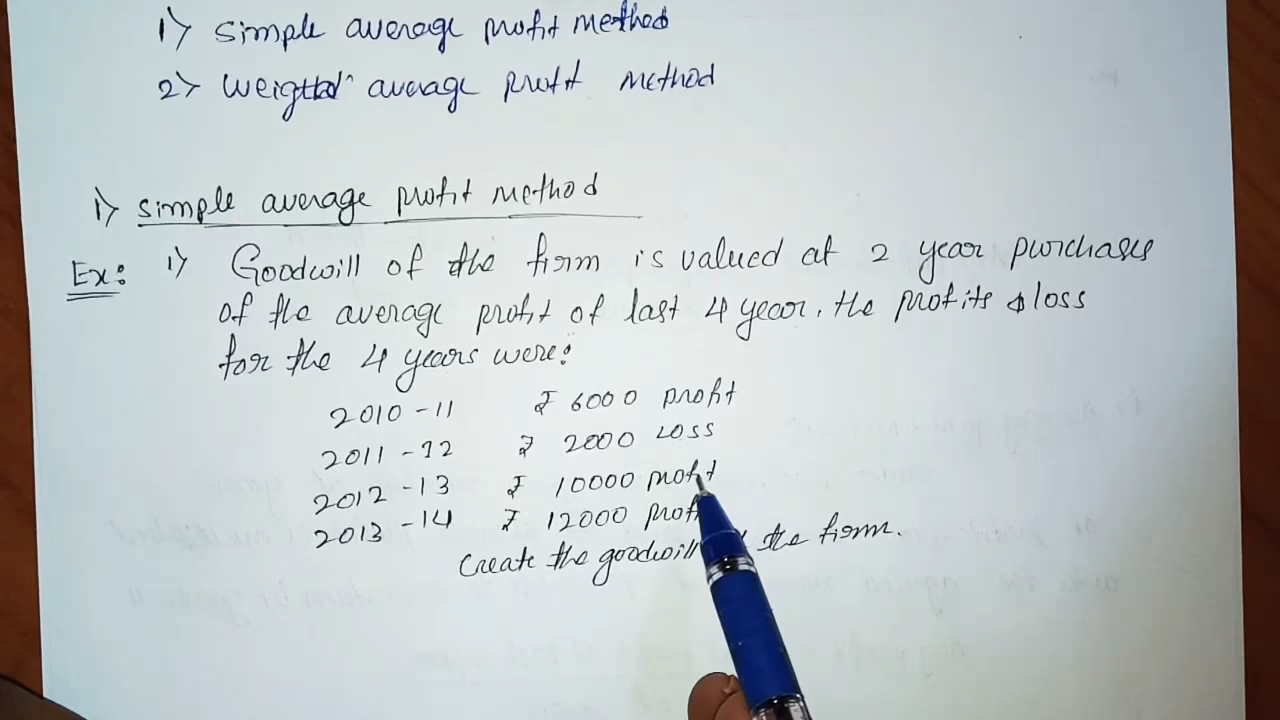 1) simple average profit method
2) average profit method
1) simple average profit method
Ex: 1) Goodwill of the firm is valued at 2 year purchases
of the average profit of last 4 year, the profits & loss
for the 4 years were:
2010-11 ₹ 6000 profit
2011-12 ₹ 2000 LOSS
2012-13 ₹ 10000 profit
2013-14 ₹ 12000 prof
Create the goodwill the firm.